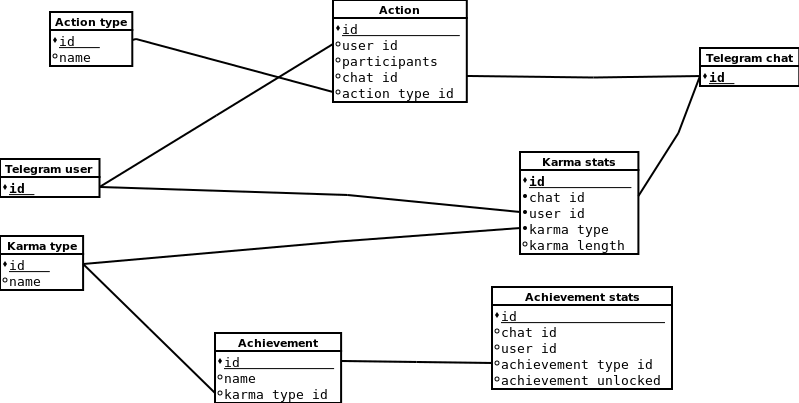 Action type
id
name
Action
id
user id
participants
chat id
action type id
Telegram chat
id
Telegram user
id
Karma stats
id
chat id
user id
karma type
karma length
Karma type
id
name
Achievement stats
id
chat id
user id
achievement type id
achievement unlocked
Achievement
id
name
karma type id